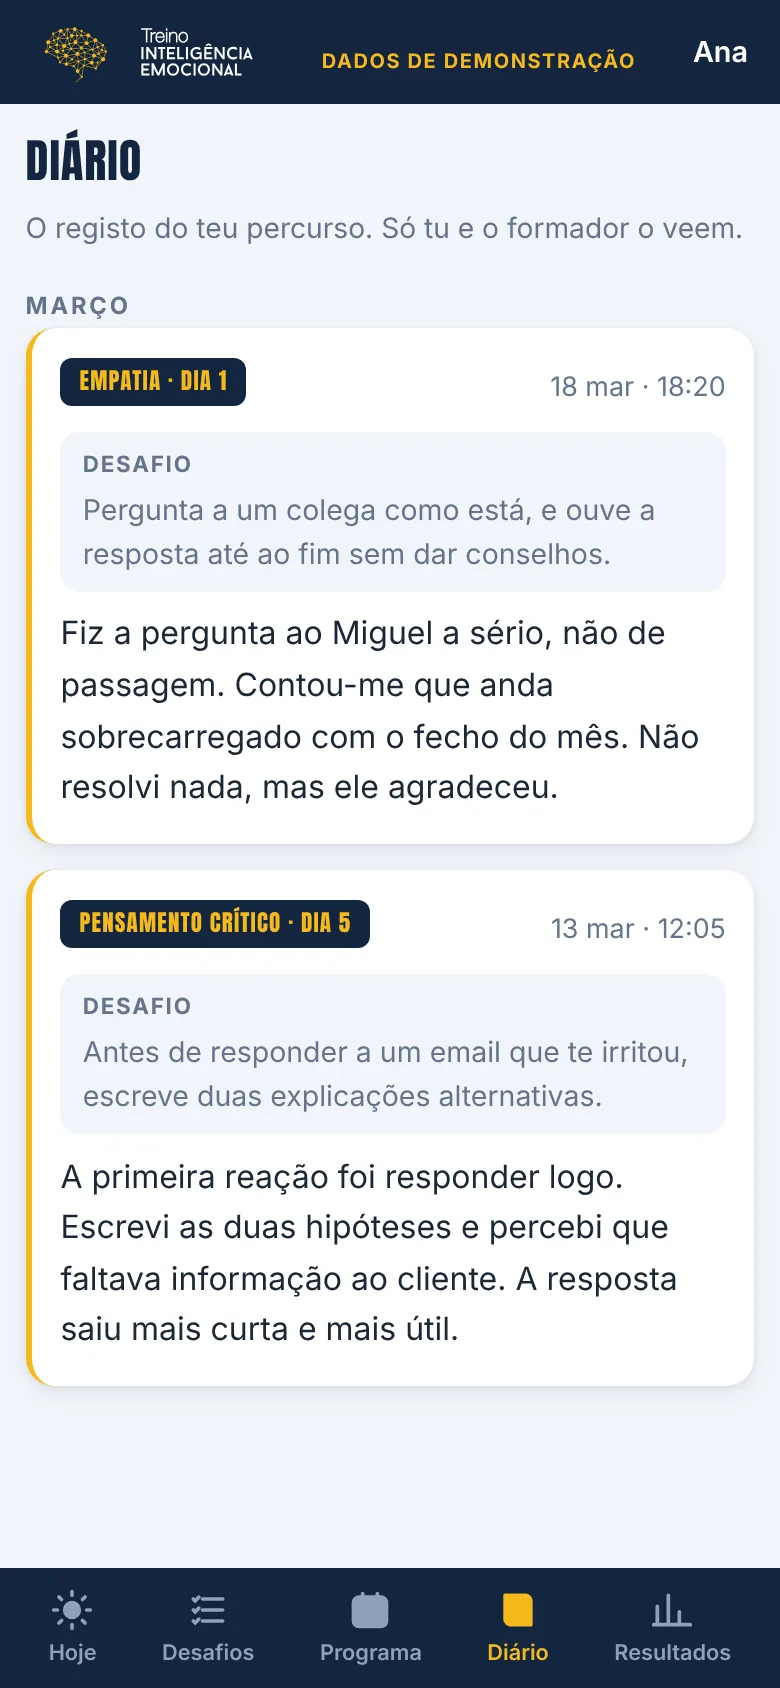 Treino
INTELIGÊNCIA
EMOCIONAL
DADOS DE DEMONSTRAÇÃO
Ana
DIÁRIO
O registo do teu percurso. Só tu e o formador o veem.
MARÇO
EMPATIA · DIA 1
18 mar · 18:20
DESAFIO
Pergunta a um colega como está, e ouve a
resposta até ao fim sem dar conselhos.
Fiz a pergunta ao Miguel a sério, não de
passagem. Contou-me que anda
sobrecarregado com o fecho do mês. Não
resolvi nada, mas ele agradeceu.
PENSAMENTO CRÍTICO · DIA 5
13 mar · 12:05
DESAFIO
Antes de responder a um email que te irritou,
escreve duas explicações alternativas.
A primeira reação foi responder logo.
Escrevi as duas hipóteses e percebi que
faltava informação ao cliente. A resposta
saiu mais curta e mais útil.
Hoje
Desafios
Programa
Diário
Resultados